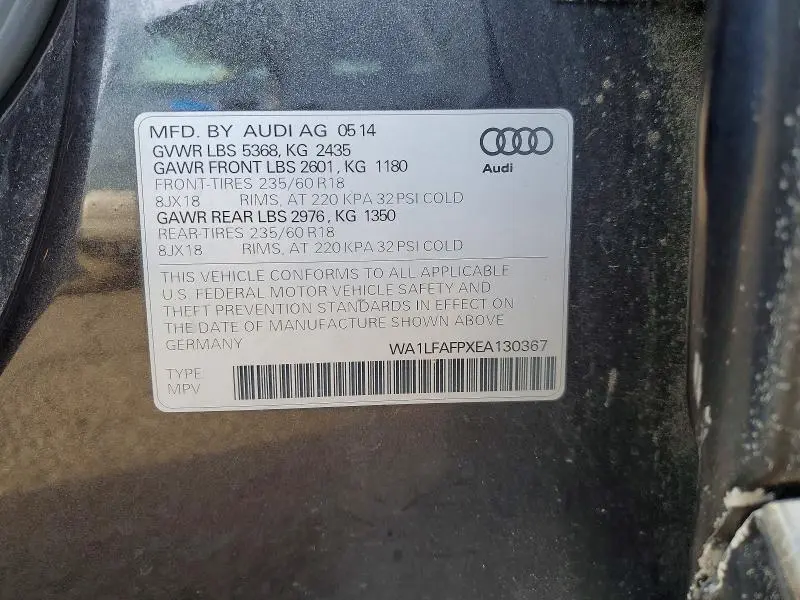 MFD. BY AUDI AG 05 14
GVWR LBS 5368, KG 2435
GAWR FRONT LBS 2601, KG 1180
FRONT-TIRES 235/60 R18
8JX18 RIMS, AT 220 KPA 32 PSI COLD
GAWR REAR LBS 2976, KG 1350
REAR-TIRES 235/60 R18
8JX18 RIMS, AT 220 KPA 32 PSI COLD
Audi
THIS VEHICLE CONFORMS TO ALL APPLICABLE
U.S. FEDERAL MOTOR VEHICLE SAFETY AND
THEFT PREVENTION STANDARDS IN EFFECT ON
THE DATE OF MANUFACTURE SHOWN ABOVE
GERMANY
WA1LFAFPXEA130367
TYPE
MPV